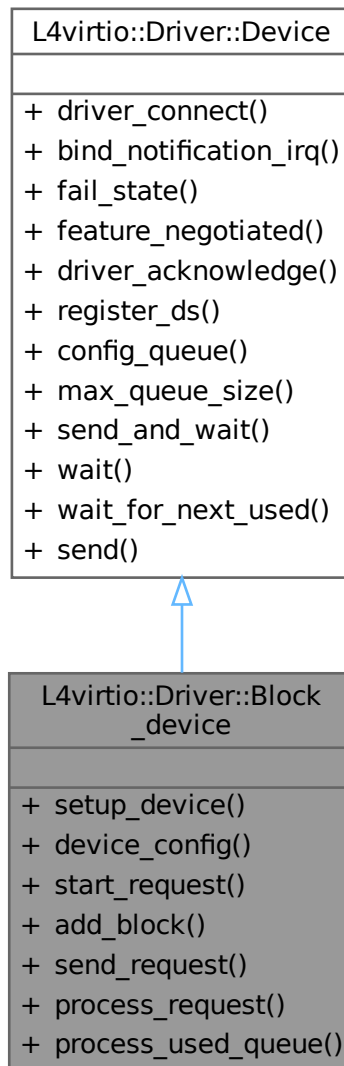 L4virtio::Driver::Device
+ driver_connect()
+ bind_notification_irq()
+ fail_state()
+ feature_negotiated()
+ driver_acknowledge()
+ register_ds()
+ config_queue()
+ max_queue_size()
+ send_and_wait()
+ wait()
+ wait_for_next_used()
+ send()
L4virtio::Driver::Block
_device
+ setup_device()
+ device_config()
+ start_request()
+ add_block()
+ send_request()
+ process_request()
+ process_used_queue()